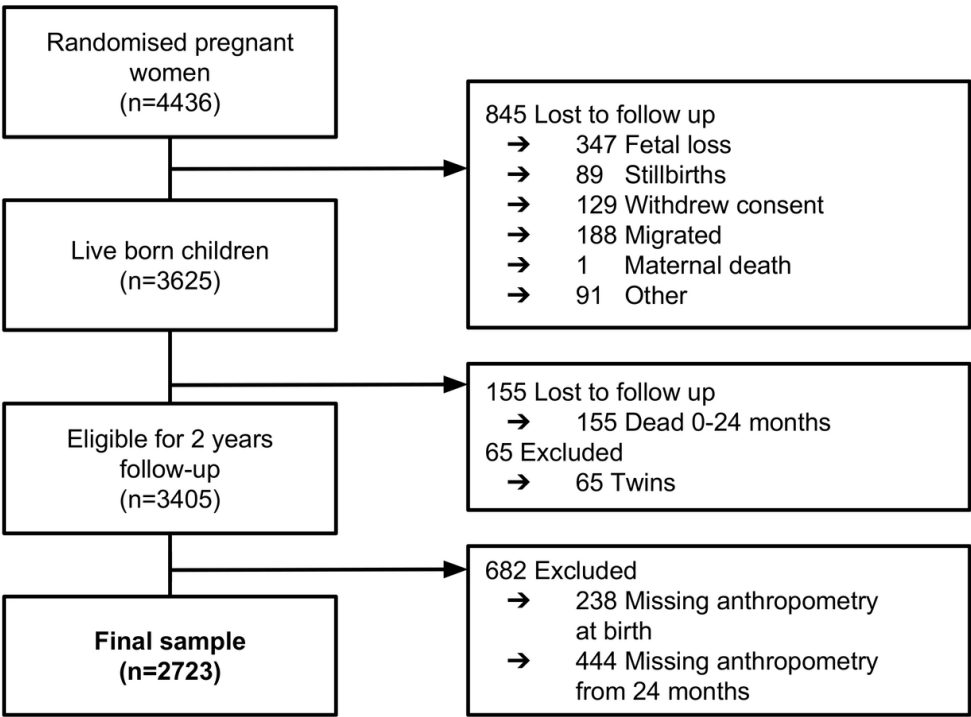 Randomised pregnant
women
(n=4436)
845 Lost to follow up
➔ 347 Fetal loss
➔ 89 Stillbirths
➔ 129 Withdrew consent
➔ 188 Migrated
➔ 1 Maternal death
➔ 91 Other
Live born children
(n=3625)
155 Lost to follow up
➔ 155 Dead 0-24 months
65 Excluded
➔ 65 Twins
Eligible for 2 years
follow-up
(n=3405)
682 Excluded
➔ 238 Missing anthropometry
at birth
➔ 444 Missing anthropometry
from 24 months
Final sample
(n=2723)